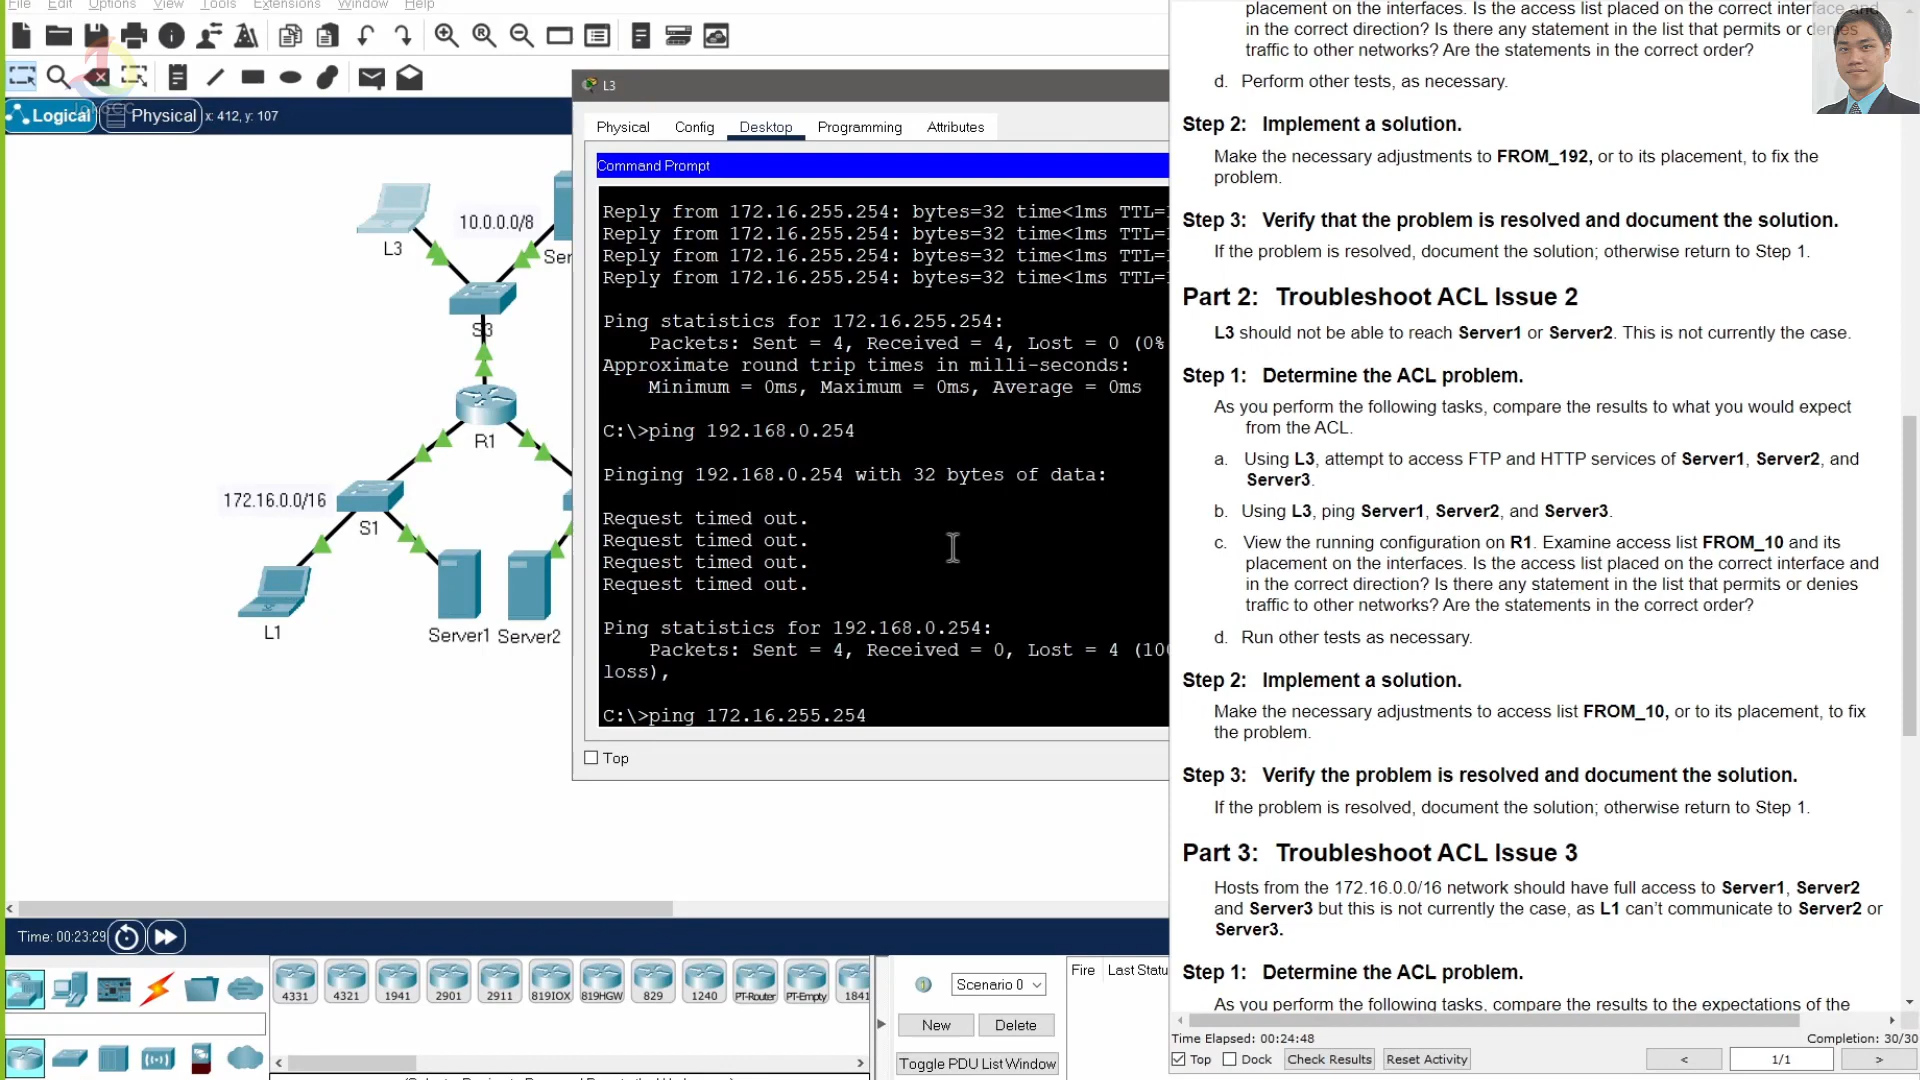 File Edit Options View Tools Extensions Window Help
Logical
Physical
x: 412, y: 107
L3
10.0.0.0/8
Ser
S3
R1
172.16.0.0/16
S1
L1
Server1
Server2
L3
Physical Config Desktop Programming Attributes
Command Prompt
Reply from 172.16.255.254: bytes=32 time<1ms TTL=
Reply from 172.16.255.254: bytes=32 time<1ms TTL=
Reply from 172.16.255.254: bytes=32 time<1ms TTL=
Reply from 172.16.255.254: bytes=32 time<1ms TTL=
Ping statistics for 172.16.255.254:
Packets: Sent = 4, Received = 4, Lost = 0 (0%
Approximate round trip times in milli-seconds:
Minimum = 0ms, Maximum = 0ms, Average = 0ms
C:\>ping 192.168.0.254
Pinging 192.168.0.254 with 32 bytes of data:
Request timed out.
Request timed out.
Request timed out.
Request timed out.
Ping statistics for 192.168.0.254:
Packets: Sent = 4, Received = 0, Lost = 4 (100
loss),
C:\>ping 172.16.255.254
Top
placement on the interfaces. Is the access list placed on the correct interface and
in the correct direction? Is there any statement in the list that permits or denies
traffic to other networks? Are the statements in the correct order?
d. Perform other tests, as necessary.
Step 2: Implement a solution.
Make the necessary adjustments to FROM_192, or to its placement, to fix the
problem.
Step 3: Verify that the problem is resolved and document the solution.
If the problem is resolved, document the solution; otherwise return to Step 1.
Part 2: Troubleshoot ACL Issue 2
L3 should not be able to reach Server1 or Server2. This is not currently the case.
Step 1: Determine the ACL problem.
As you perform the following tasks, compare the results to what you would expect
from the ACL.
a. Using L3, attempt to access FTP and HTTP services of Server1, Server2, and
Server3.
b. Using L3, ping Server1, Server2, and Server3.
c. View the running configuration on R1. Examine access list FROM_10 and its
placement on the interfaces. Is the access list placed on the correct interface and
in the correct direction? Is there any statement in the list that permits or denies
traffic to other networks? Are the statements in the correct order?
d. Run other tests as necessary.
Step 2: Implement a solution.
Make the necessary adjustments to access list FROM_10, or to its placement, to fix
the problem.
Step 3: Verify the problem is resolved and document the solution.
If the problem is resolved, document the solution; otherwise return to Step 1.
Part 3: Troubleshoot ACL Issue 3
Hosts from the 172.16.0.0/16 network should have full access to Server1, Server2
and Server3 but this is not currently the case, as L1 can't communicate to Server2 or
Server3.
Step 1: Determine the ACL problem.
As you perform the following tasks, compare the results to the expectations of the
Time Elapsed: 00:24:48
Completion: 30/30
Top Dock Check Results Reset Activity < 1/1 >
Time: 00:23:29
4331 4321 1941 2901 2911 819IOX 819HGW 829 1240 PT-Router PT-Empty 1841
Scenario 0
New Delete
Toggle PDU List Window
Fire Last Statu